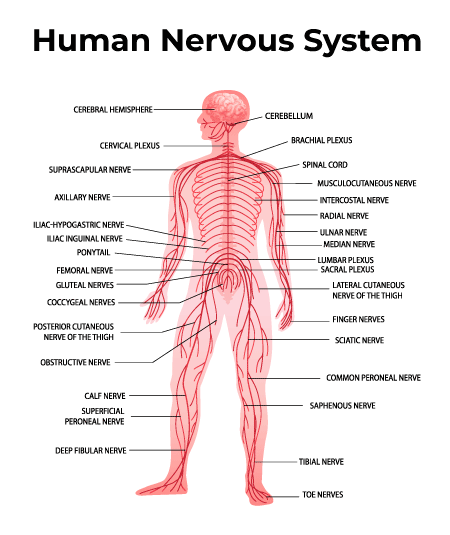 Human Nervous System
CEREBRAL HEMISPHERE
CEREBELLUM
CERVICAL PLEXUS
BRACHIAL PLEXUS
SUPRASCAPULAR NERVE
SPINAL CORD
MUSCULOCUTANEOUS NERVE
AXILLARY NERVE
INTERCOSTAL NERVE
RADIAL NERVE
ILIAC-HYPOGASTRIC NERVE
ULNAR NERVE
ILIAC INGUINAL NERVE
MEDIAN NERVE
PONYTAIL
LUMBAR PLEXUS
FEMORAL NERVE
SACRAL PLEXUS
GLUTEAL NERVES
LATERAL CUTANEOUS
NERVE OF THE THIGH
COCCYGEAL NERVES
FINGER NERVES
POSTERIOR CUTANEOUS
NERVE OF THE THIGH
SCIATIC NERVE
OBSTRUCTIVE NERVE
COMMON PERONEAL NERVE
CALF NERVE
SAPHENOUS NERVE
SUPERFICIAL
PERONEAL NERVE
DEEP FIBULAR NERVE
TIBIAL NERVE
TOE NERVES